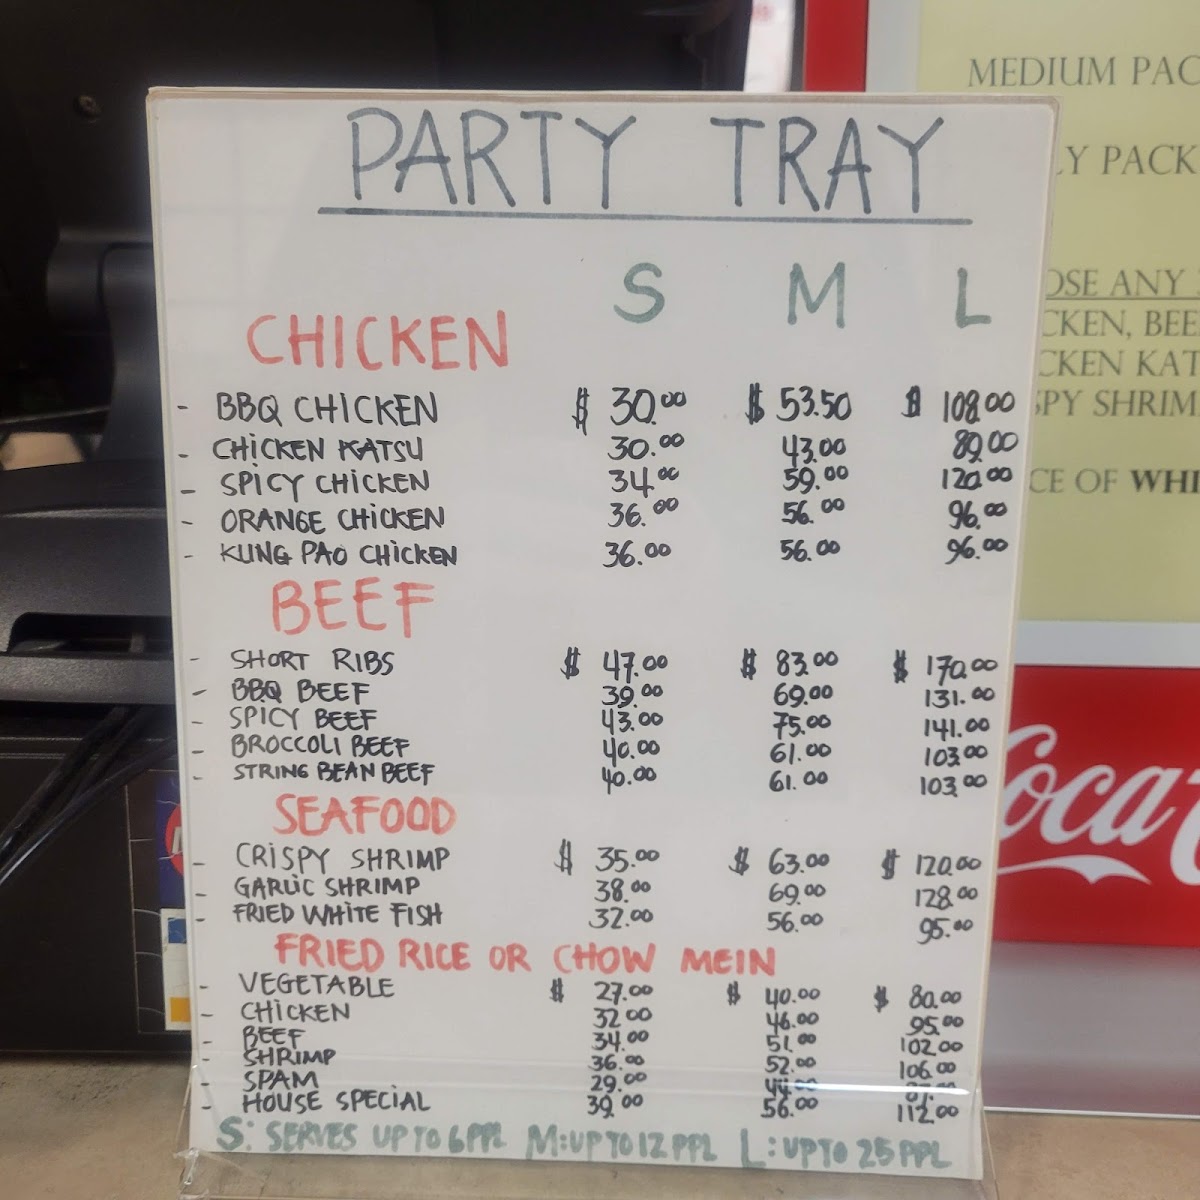 PARTY TRAY
S M L
CHICKEN
- BBQ CHICKEN $ 30.00 $ 53.50 $ 108.00
- CHICKEN KATSU 30.00 43.00 89.00
- SPICY CHICKEN 34.00 59.00 120.00
- ORANGE CHICKEN 36.00 56.00 96.00
- KUNG PAO CHICKEN 36.00 56.00 96.00
BEEF
- SHORT RIBS $ 47.00 $ 83.00 $ 170.00
- BBQ BEEF 39.00 69.00 131.00
- SPICY BEEF 43.00 75.00 141.00
- BROCCOLI BEEF 40.00 61.00 103.00
- STRING BEAN BEEF 40.00 61.00 103.00
SEAFOOD
- CRISPY SHRIMP $ 35.00 $ 63.00 $ 120.00
- GARLIC SHRIMP 38.00 69.00 128.00
- FRIED WHITE FISH 32.00 56.00 95.00
FRIED RICE OR CHOW MEIN
- VEGETABLE $ 27.00 $ 40.00 $ 80.00
- CHICKEN 32.00 46.00 95.00
- BEEF 34.00 51.00 102.00
- SHRIMP 36.00 52.00 106.00
- SPAM 29.00 44.00
- HOUSE SPECIAL 39.00 56.00 112.00
S: SERVES UP TO 6 PPL M: UP TO 12 PPL L: UP TO 25 PPL
MEDIUM PAC
LY PACK
OSE ANY
CKEN, BEE
CKEN KAT
SPY SHRIM
CE OF WHI
Coca